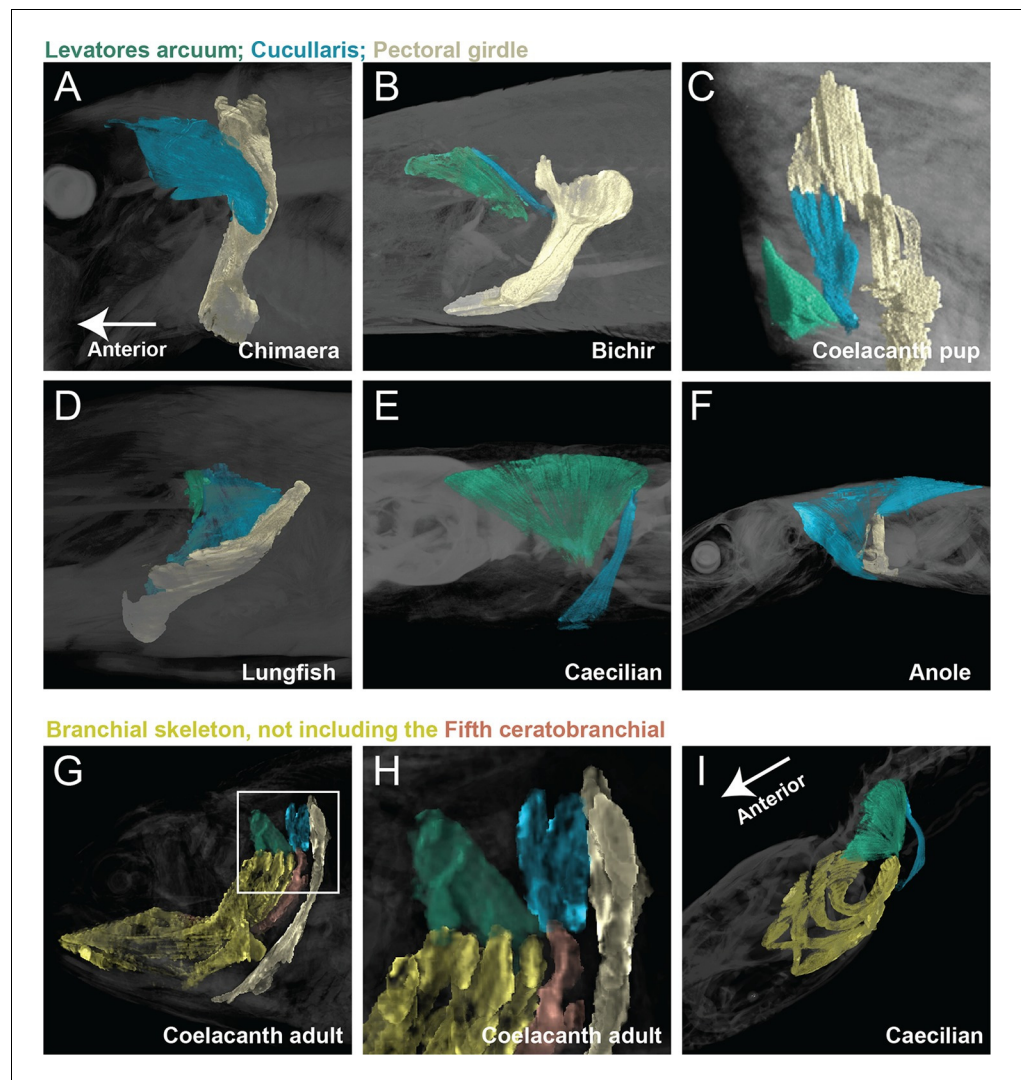 Levatores arcuum; Cucullaris; Pectoral girdle
A
B
C
Anterior
Chimaera
Bichir
Coelacanth pup
D
E
F
Lungfish
Caecilian
Anole
Branchial skeleton, not including the Fifth ceratobranchial
G
H
I
Anterior
Coelacanth adult
Coelacanth adult
Caecilian